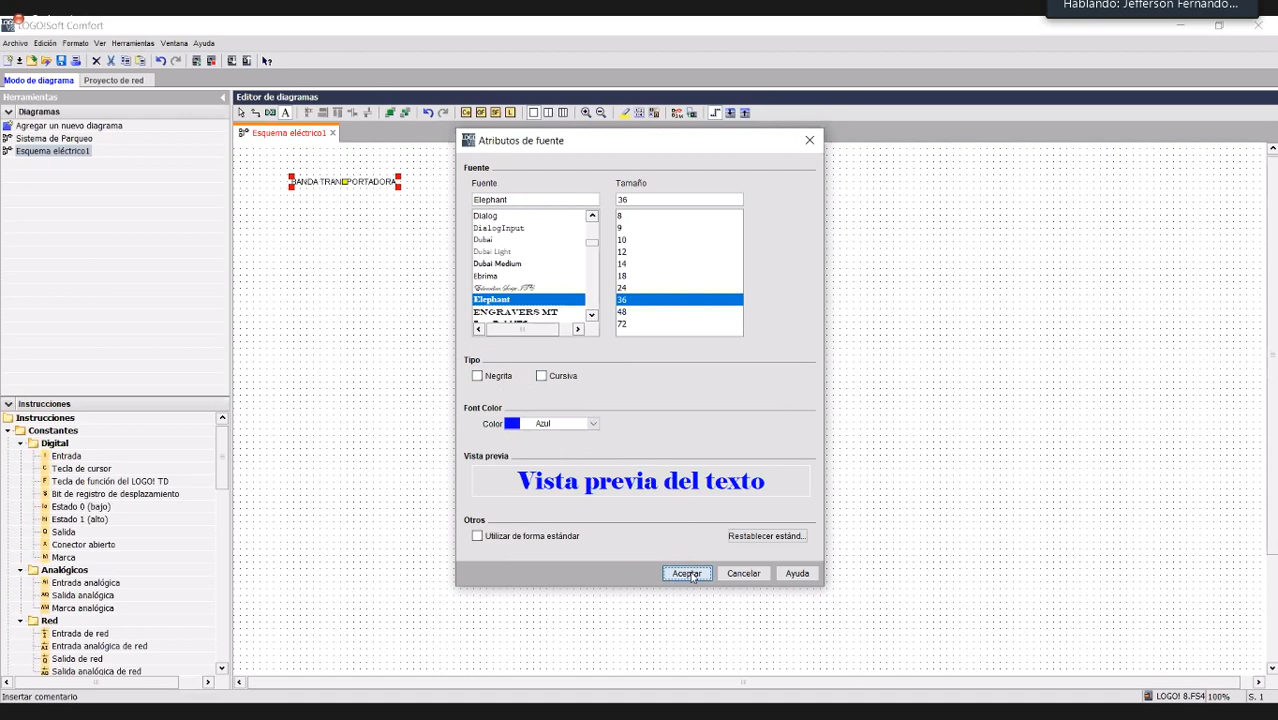 Hablando: Jefferson Fernando...
LOGO!Soft Comfort
Archivo Edición Formato Ver Herramientas Ventana Ayuda
Modo de diagrama Proyecto de red
Herramientas
Diagramas
Agregar un nuevo diagrama
Sistema de Parqueo
Esquema eléctrico1
Instrucciones
Instrucciones
Constantes
Digital
Entrada
Tecla de cursor
Tecla de función del LOGO! TD
Bit de registro de desplazamiento
Estado 0 (bajo)
Estado 1 (alto)
Salida
Conector abierto
Marca
Analógicos
Entrada analógica
Salida analógica
Marca analógica
Red
Entrada de red
Entrada analógica de red
Salida de red
Salida analógica de red
Editor de diagramas
Esquema eléctrico1
BANDA TRANSPORTADORA
Atributos de fuente
Fuente
Fuente Tamaño
Elephant 36
Dialog 8
DialogInput 9
Dubai 10
Dubai Light 12
Dubai Medium 14
Ebrima 18
24
Elephant 36
ENGRAVERS MT 48
72
Tipo
Negrita Cursiva
Font Color
Color Azul
Vista previa
Vista previa del texto
Otros
Utilizar de forma estándar Restablecer estánd...
Aceptar Cancelar Ayuda
Insertar comentario
LOGO! 8.FS4 100% S. 1